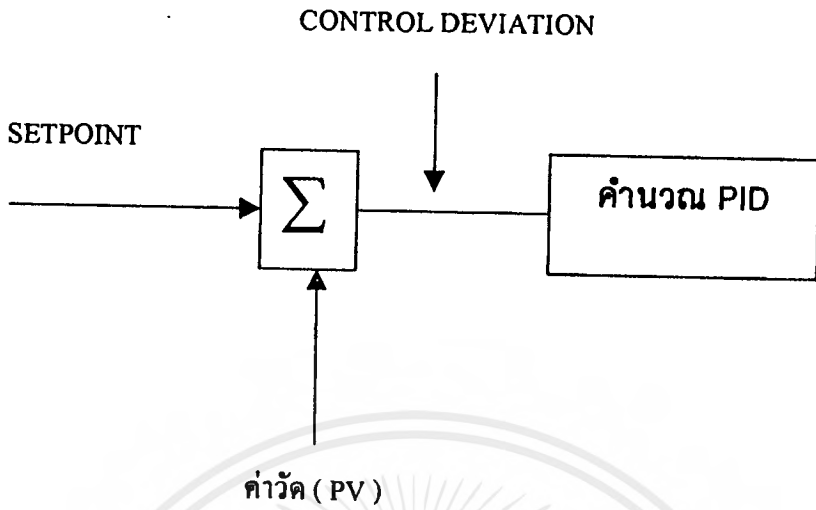 CONTROL DEVIATION
SETPOINT
Σ
คำนวณ PID
ค่าวัด ( PV )